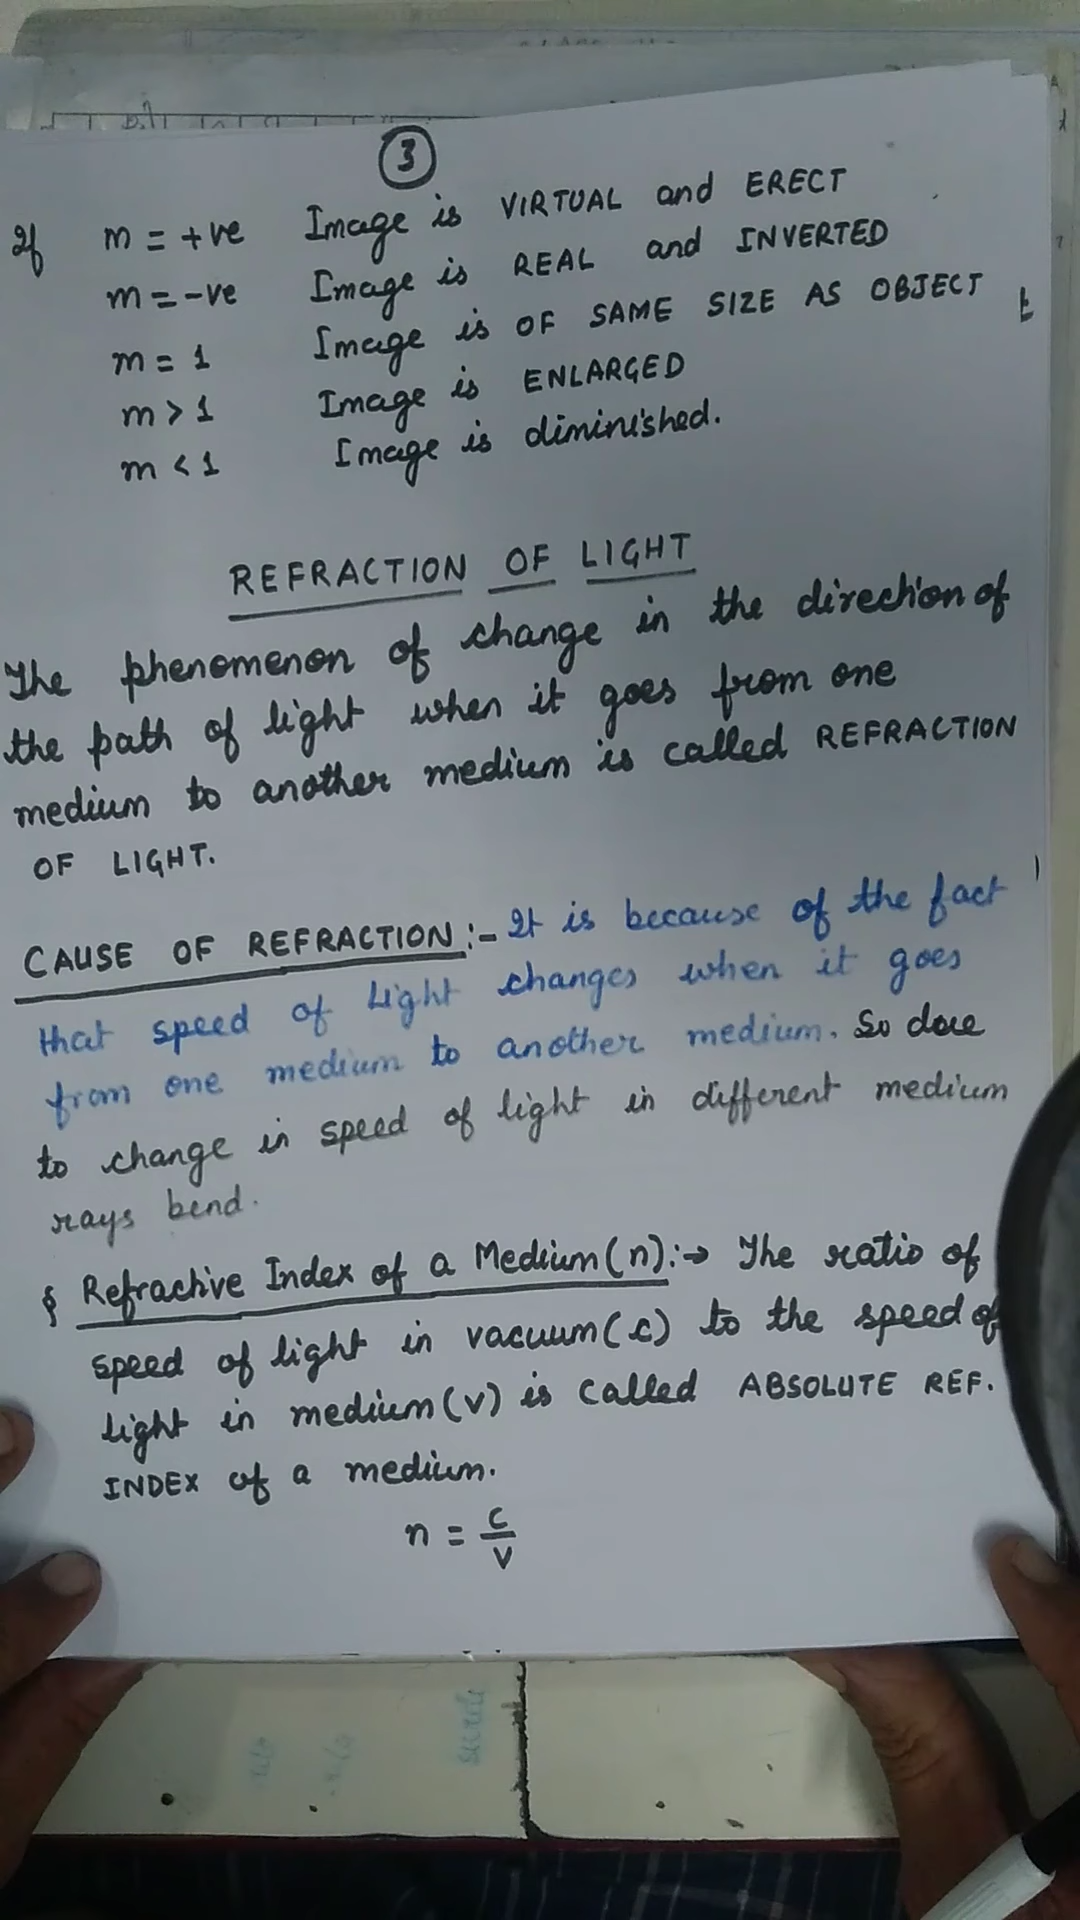 3
If m = +ve Image is VIRTUAL and ERECT
m = -ve Image is REAL and INVERTED
m = 1 Image is OF SAME SIZE AS OBJECT
m > 1 Image is ENLARGED
m < 1 Image is diminished.
REFRACTION OF LIGHT
The phenomenon of change in the direction of
the path of light when it goes from one
medium to another medium is called REFRACTION
OF LIGHT.
CAUSE OF REFRACTION:- It is because of the fact
that speed of light changes when it goes
from one medium to another medium. So due
to change in speed of light in different medium
rays bend.
§ Refractive Index of a Medium(n):→ The ratio of
speed of light in vacuum(c) to the speed of
light in medium(v) is called ABSOLUTE REF.
INDEX of a medium.
n = c/v